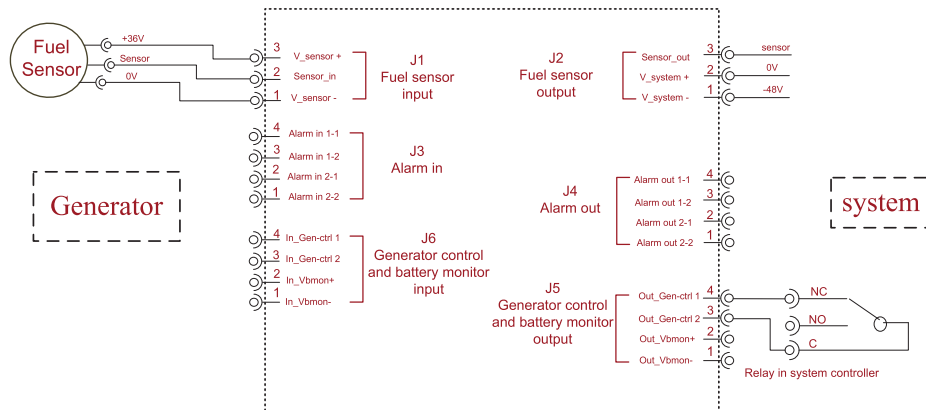 Fuel
Sensor
+36V
Sensor
0V
3 V_sensor +
2 Sensor_in
1 V_sensor -
J1
Fuel sensor
input
J2
Fuel sensor
output
Sensor_out 3 sensor
V_system + 2 0V
V_system - 1 -48V
4 Alarm in 1-1
3 Alarm in 1-2
2 Alarm in 2-1
1 Alarm in 2-2
J3
Alarm in
Generator
J4
Alarm out
Alarm out 1-1 4
Alarm out 1-2 3
Alarm out 2-1 2
Alarm out 2-2 1
system
4 In_Gen-ctrl 1
3 In_Gen-ctrl 2
2 In_Vbmon+
1 In_Vbmon-
J6
Generator control
and battery monitor
input
J5
Generator control
and battery monitor
output
Out_Gen-ctrl 1 4
Out_Gen-ctrl 2 3
Out_Vbmon+ 2
Out_Vbmon- 1
NC
NO
C
Relay in system controller